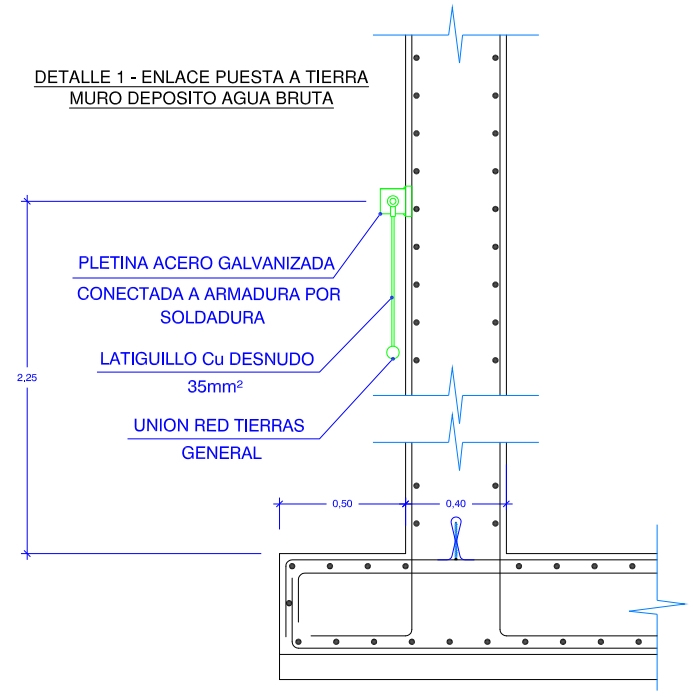 DETALLE 1 - ENLACE PUESTA A TIERRA
MURO DEPOSITO AGUA BRUTA
PLETINA ACERO GALVANIZADA
CONECTADA A ARMADURA POR
SOLDADURA
LATIGUILLO Cu DESNUDO
35mm²
2,25
UNION RED TIERRAS
GENERAL
0,50
0,40